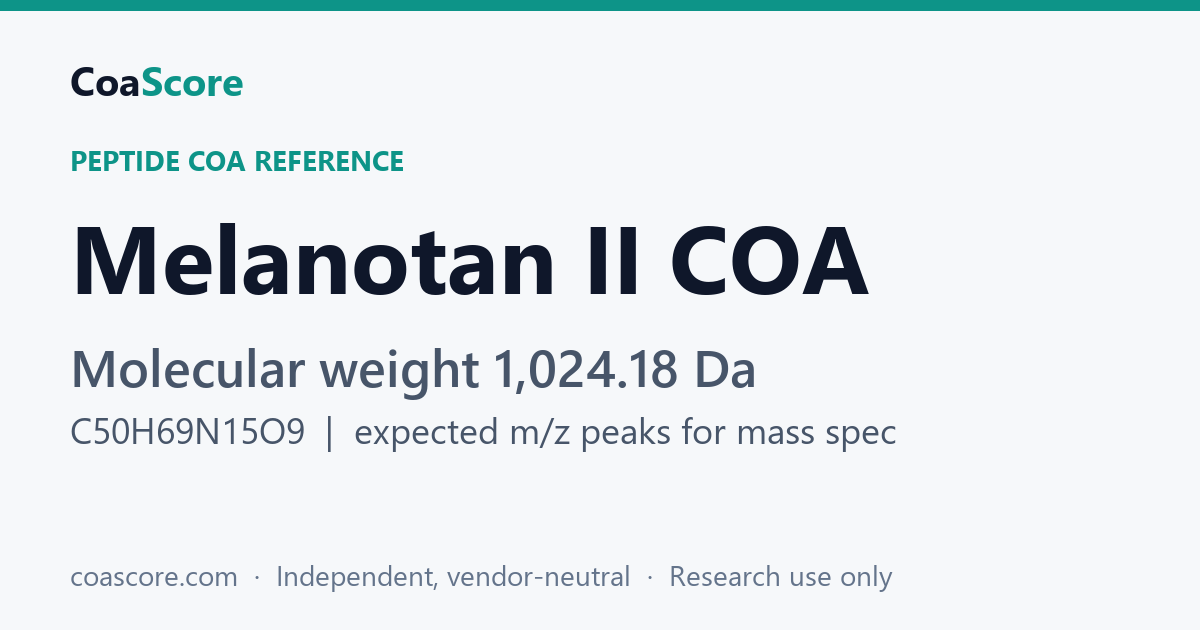 CoaScore
PEPTIDE COA REFERENCE
Melanotan II COA
Molecular weight 1,024.18 Da
C50H69N15O9 | expected m/z peaks for mass spec
coascore.com · Independent, vendor-neutral · Research use only